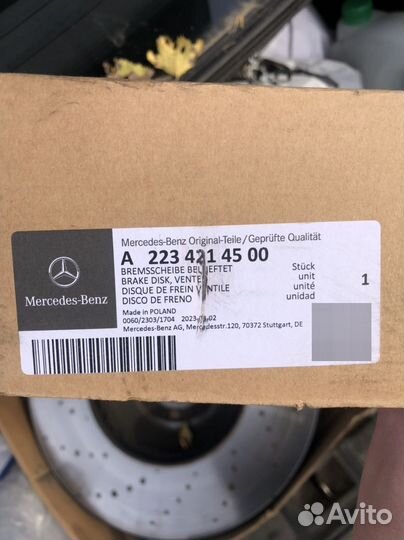 Mercedes-Benz Original-Teile/Geprüfte Qualität
A 223 421 45 00
BREMSSCHEIBE BELUEFTET
BRAKE DISK, VENTED
DISQUE DE FREIN VENTILE
DISCO DE FRENO
Stück
unit
unité
unidad
1
Mercedes-Benz
Made in POLAND
0060/2303/1704
Mercedes-Benz AG, Mercedesstr.120, 70372 Stuttgart, DE
Avito